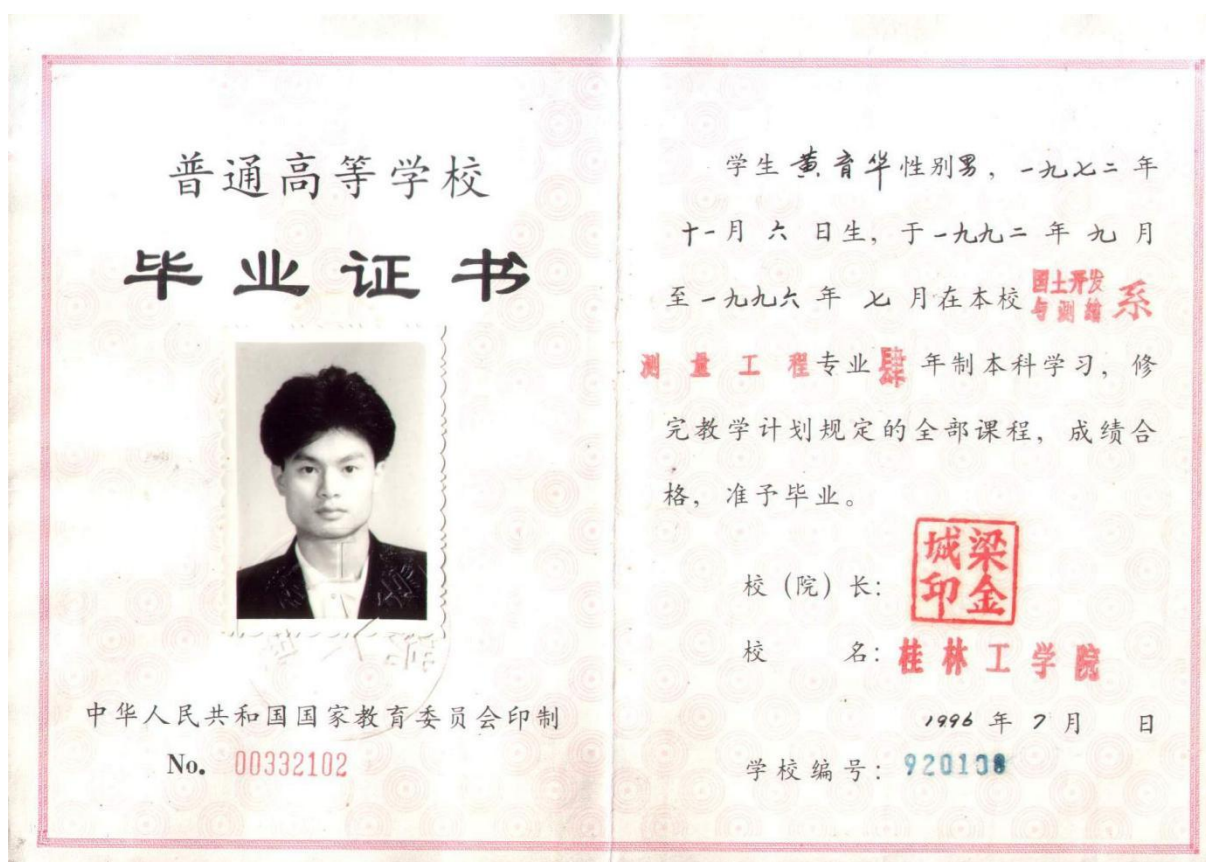 普通高等学校
毕业证书
中华人民共和国国家教育委员会印制
No. 00332102
学生黄育华性别男，一九七二年
十一月六日生，于一九九二年九月
至一九九六年七月在本校国土开发与测绘系
测量工程专业肆年制本科学习，修
完教学计划规定的全部课程，成绩合
格，准予毕业。
校（院）长：梁金城印
校名：桂林工学院
1996年7月 日
学校编号：920108